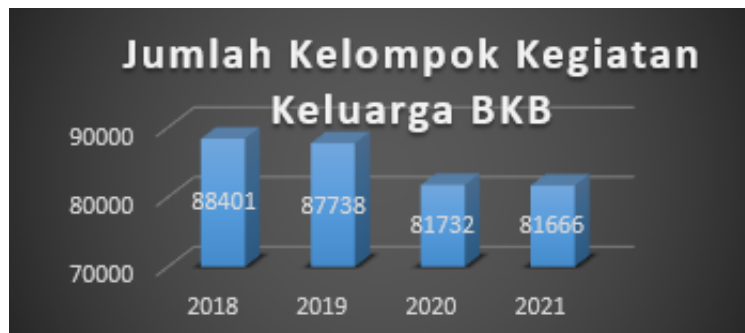 Jumlah Kelompok Kegiatan
Keluarga BKB
90000
80000
70000
88401 87738 81732 81666
2018 2019 2020 2021